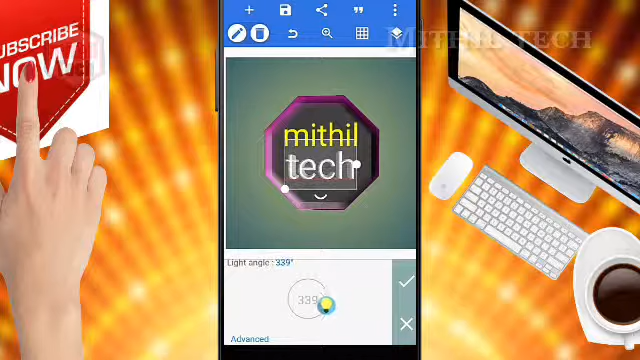 SUBSCRIBE
NOW
MITHIL TECH
mithil
tech
Light angle : 339°
339
Advanced